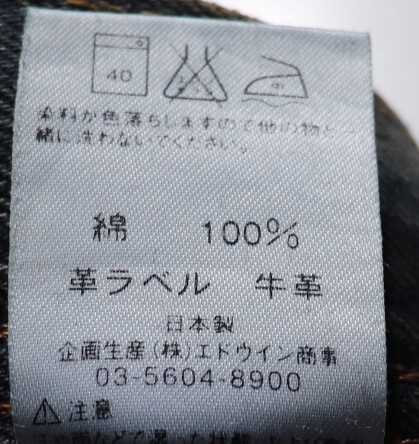 40
染料が色落ちしますので他の物と一
緒に洗わないでください。
綿 100%
革ラベル 牛革
日本製
企画生産(株)エドウイン商事
03-5604-8900
注意